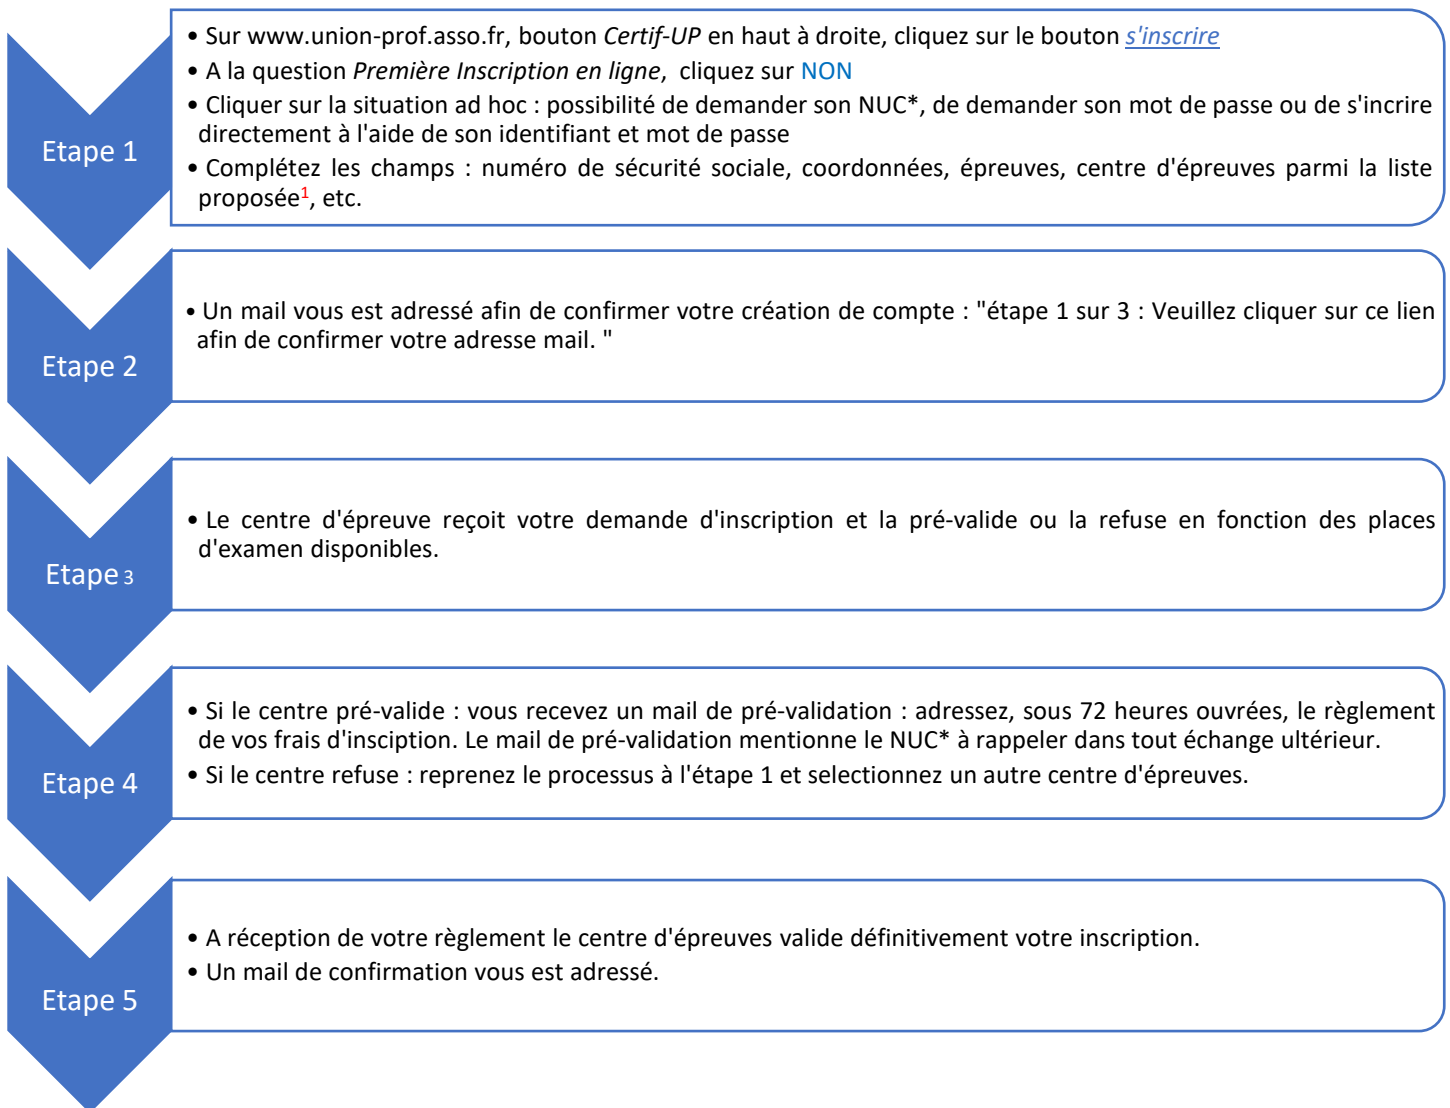 Etape 1
• Sur www.union-prof.asso.fr, bouton Certif-UP en haut à droite, cliquez sur le bouton s'inscrire
• A la question Première Inscription en ligne, cliquez sur NON
• Cliquer sur la situation ad hoc : possibilité de demander son NUC*, de demander son mot de passe ou de s'incrire
directement à l'aide de son identifiant et mot de passe
• Complétez les champs : numéro de sécurité sociale, coordonnées, épreuves, centre d'épreuves parmi la liste
proposée¹, etc.
Etape 2
• Un mail vous est adressé afin de confirmer votre création de compte : "étape 1 sur 3 : Veuillez cliquer sur ce lien
afin de confirmer votre adresse mail. "
Etape 3
• Le centre d'épreuve reçoit votre demande d'inscription et la pré-valide ou la refuse en fonction des places
d'examen disponibles.
Etape 4
• Si le centre pré-valide : vous recevez un mail de pré-validation : adressez, sous 72 heures ouvrées, le règlement
de vos frais d'insciption. Le mail de pré-validation mentionne le NUC* à rappeler dans tout échange ultérieur.
• Si le centre refuse : reprenez le processus à l'étape 1 et selectionnez un autre centre d'épreuves.
Etape 5
• A réception de votre règlement le centre d'épreuves valide définitivement votre inscription.
• Un mail de confirmation vous est adressé.